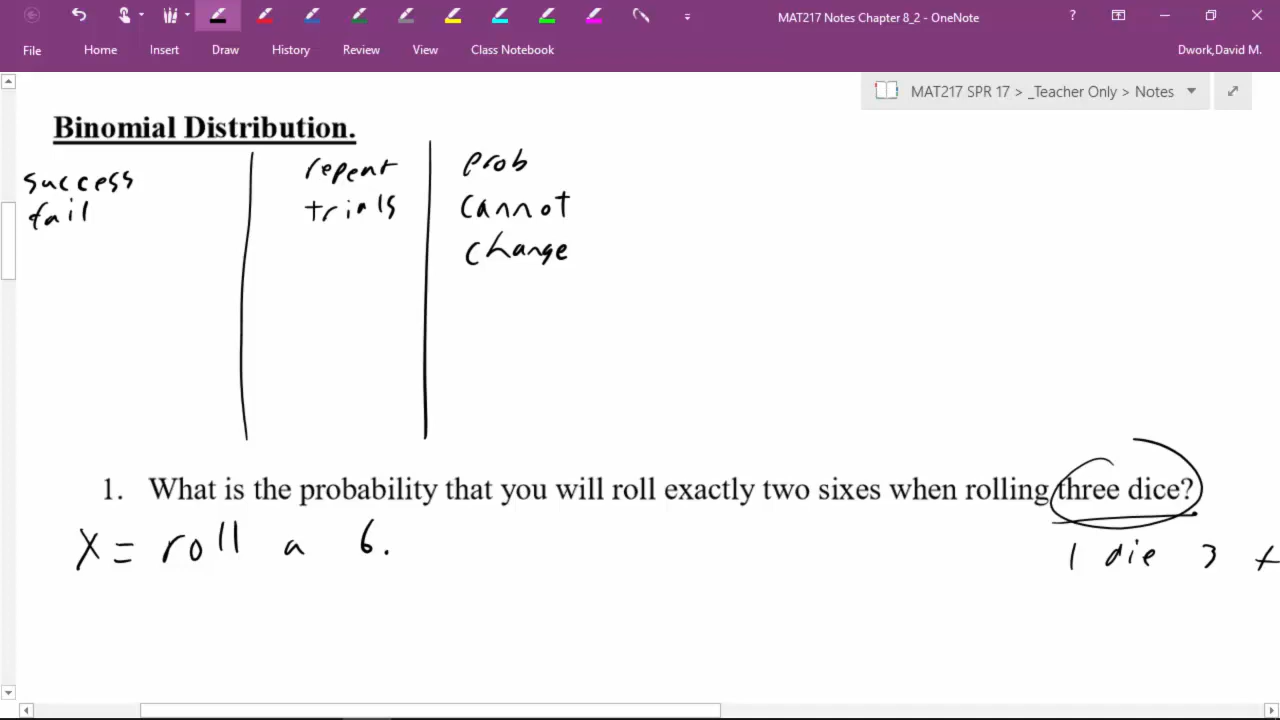 MAT217 Notes Chapter 8_2 - OneNote
?
File
Home
Insert
Draw
History
Review
View
Class Notebook
Dwork,David M.
MAT217 SPR 17 > _Teacher Only > Notes
Binomial Distribution.
success
fail
repeat
trials
prob
cannot
change
1. What is the probability that you will roll exactly two sixes when rolling three dice?
X = roll a 6.
1 die 3